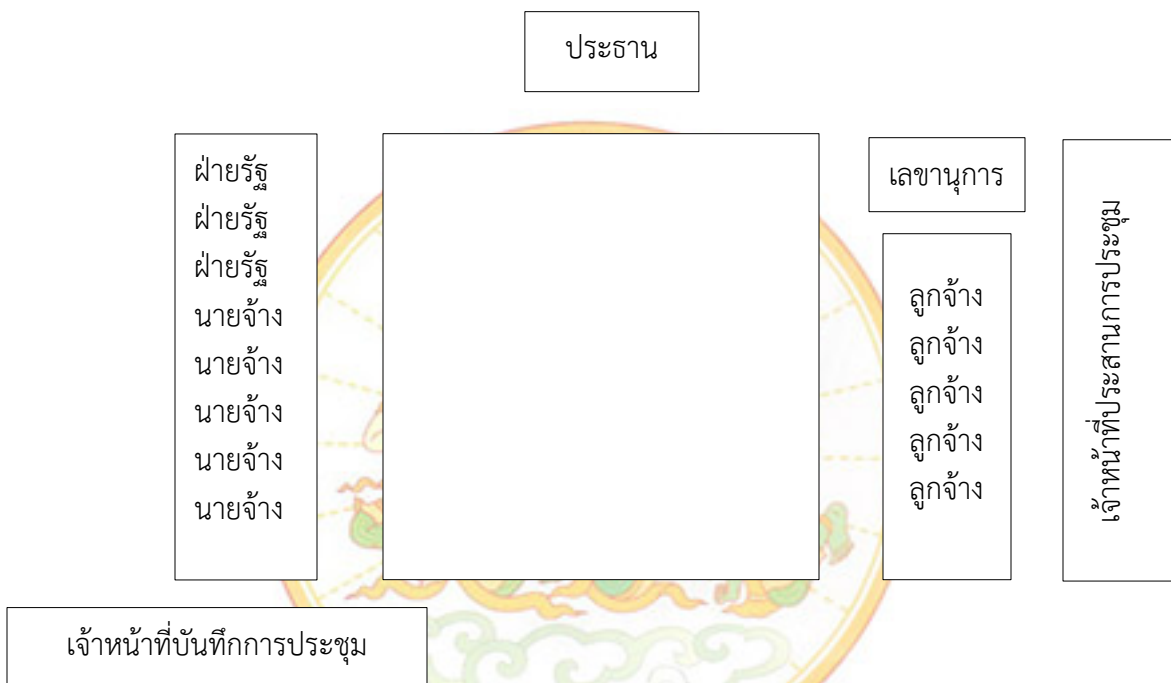 ประธาน
ฝ่ายรัฐ
ฝ่ายรัฐ
ฝ่ายรัฐ
นายจ้าง
นายจ้าง
นายจ้าง
นายจ้าง
นายจ้าง
เลขานุการ
ลูกจ้าง
ลูกจ้าง
ลูกจ้าง
ลูกจ้าง
ลูกจ้าง
เจ้าหน้าที่ประสานการประชุม
เจ้าหน้าที่บันทึกการประชุม